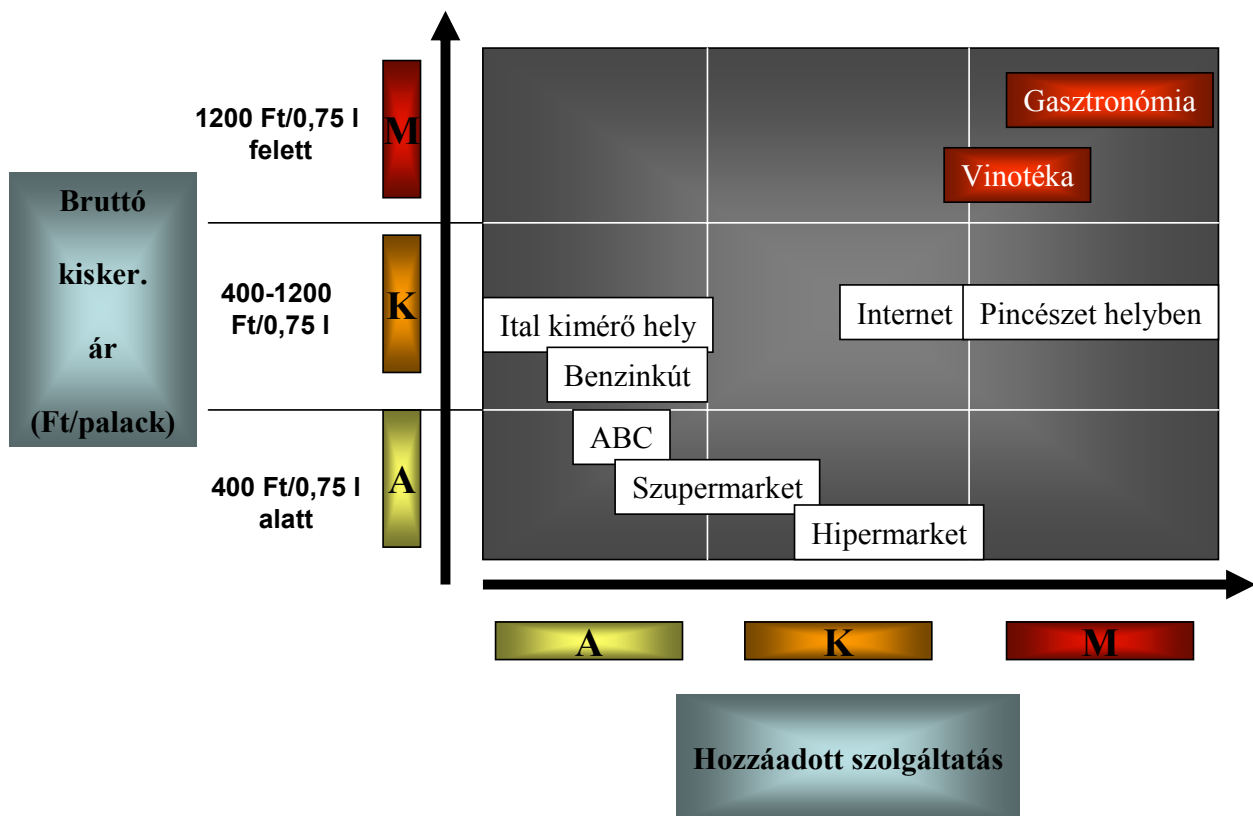 1200 Ft/0,75 l
felett
M
Gasztronómia
Vinotéka
Bruttó
kisker.
ár
(Ft/palack)
400-1200
Ft/0,75 l
K
Ital kimérő hely
Internet
Pincészet helyben
Benzinkút
400 Ft/0,75 l
alatt
A
ABC
Szupermarket
Hipermarket
A
K
M
Hozzáadott szolgáltatás